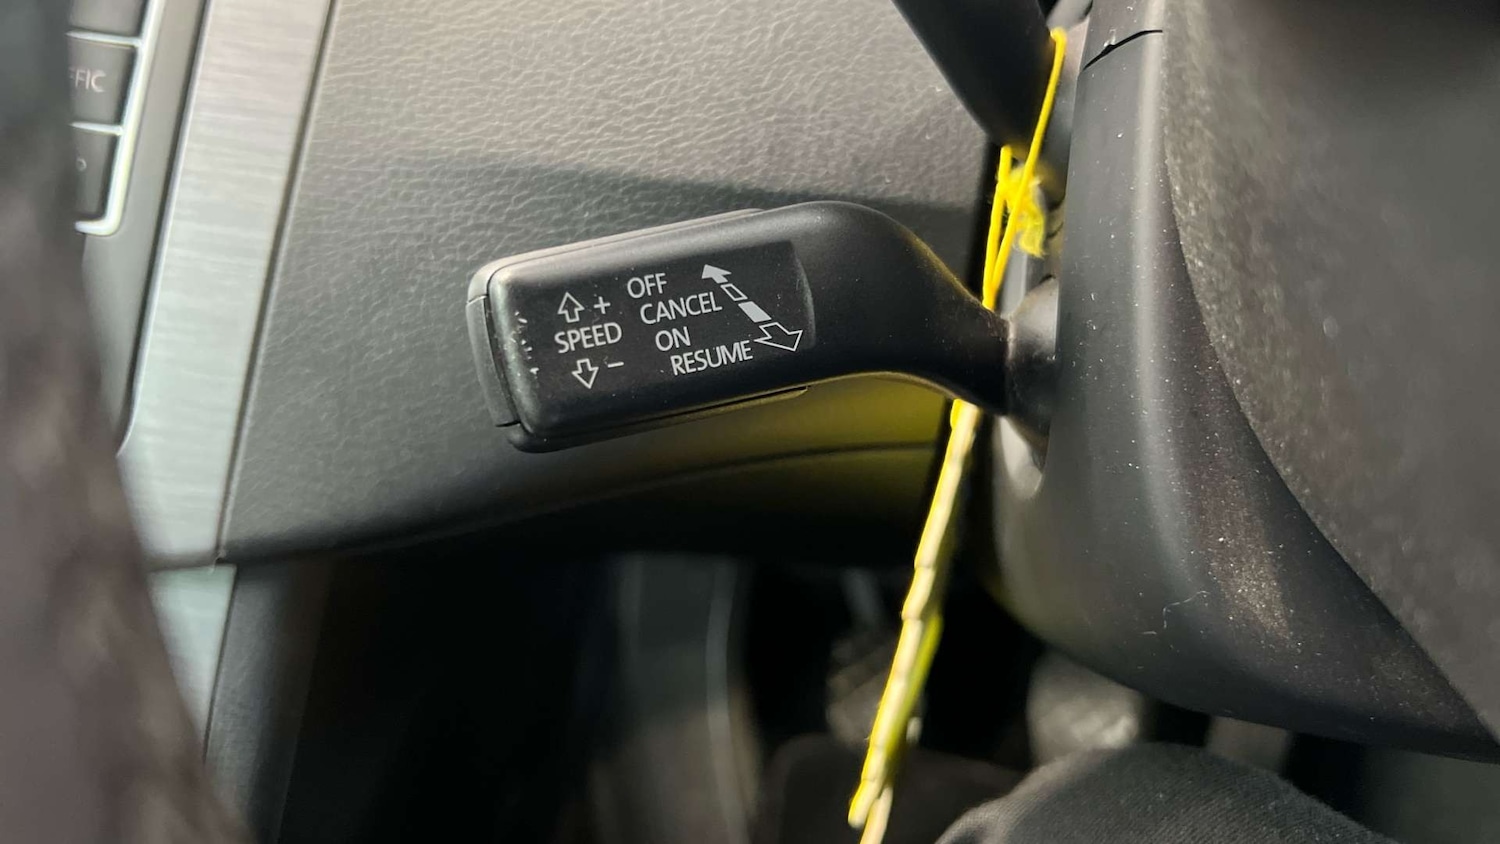 +
SPEED
−
OFF
CANCEL
ON
RESUME